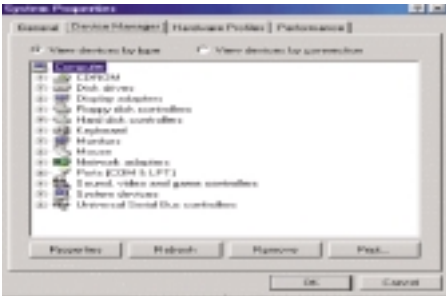 System Properties
General Device Manager Hardware Profiles Performance
View devices by type View devices by connection
Computer
CDROM
Disk drives
Display adapters
Floppy disk controllers
Hard disk controllers
Keyboard
Monitors
Mouse
Network adapters
Ports (COM & LPT)
Sound, video and game controllers
System devices
Universal Serial Bus controllers
Properties Refresh Remove Print...
OK Cancel